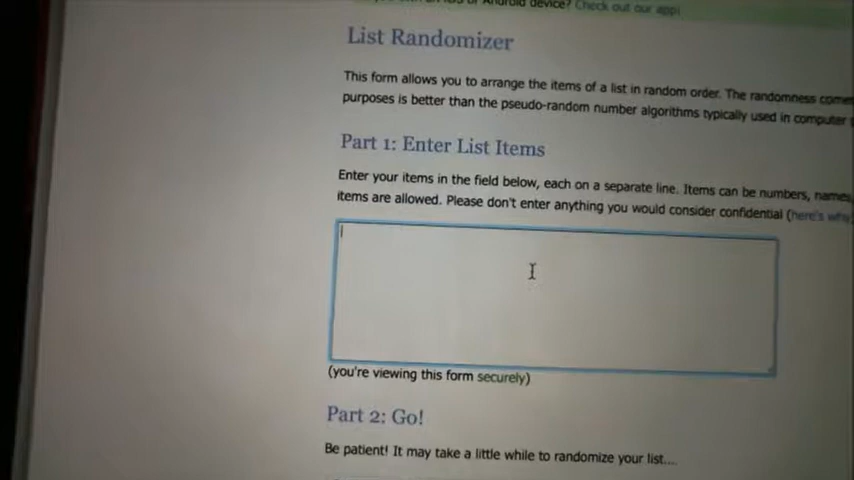 device? Check out our app!
List Randomizer
This form allows you to arrange the items of a list in random order. The randomness comes
purposes is better than the pseudo-random number algorithms typically used in computer
Part 1: Enter List Items
Enter your items in the field below, each on a separate line. Items can be numbers, names,
items are allowed. Please don't enter anything you would consider confidential (here's why
(you're viewing this form securely)
Part 2: Go!
Be patient! It may take a little while to randomize your list....